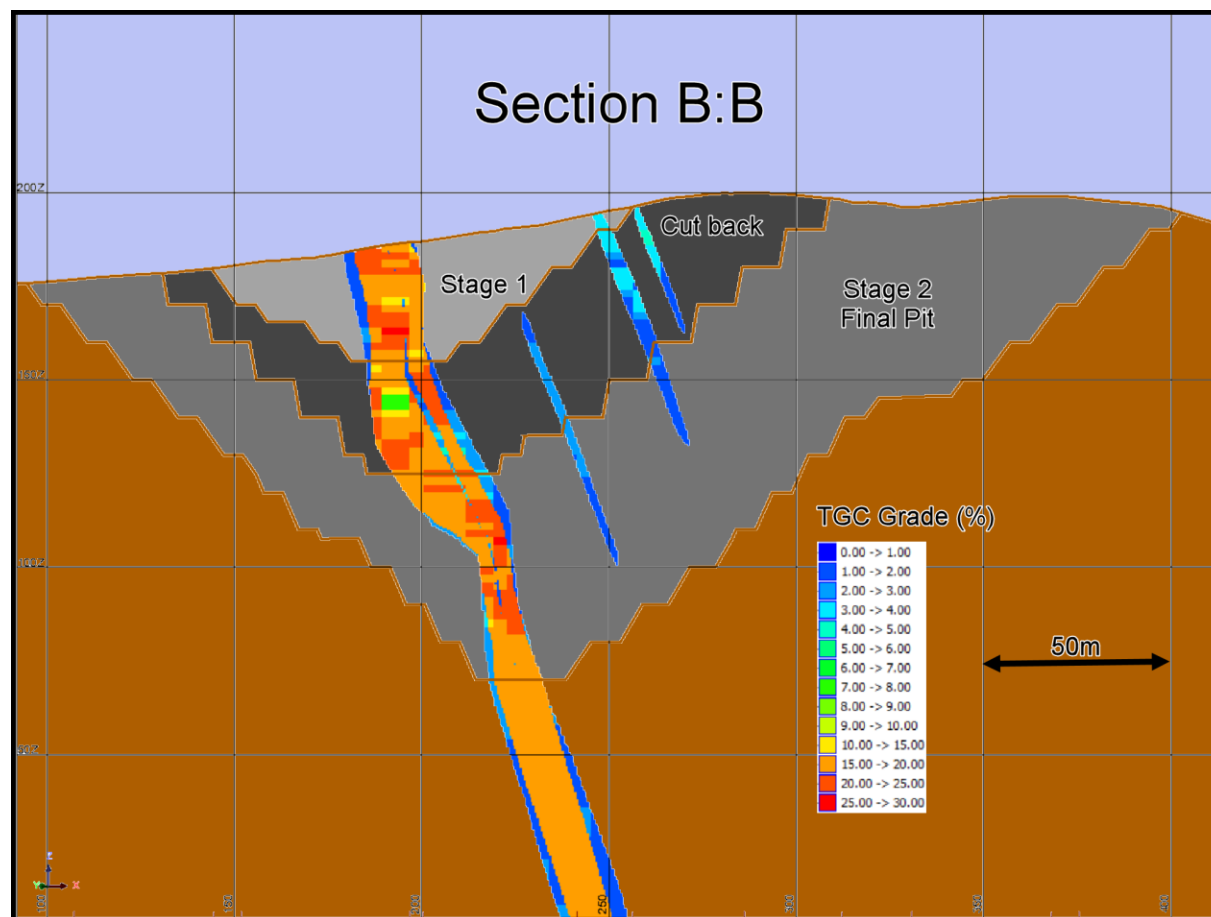 Section B:B
200Z
Cut back
Stage 1
Stage 2
Final Pit
TGC Grade (%)
0.00 -> 1.00
1.00 -> 2.00
2.00 -> 3.00
3.00 -> 4.00
4.00 -> 5.00
5.00 -> 6.00
6.00 -> 7.00
7.00 -> 8.00
8.00 -> 9.00
9.00 -> 10.00
10.00 -> 15.00
15.00 -> 20.00
20.00 -> 25.00
25.00 -> 30.00
50m
Z
Y
X
250